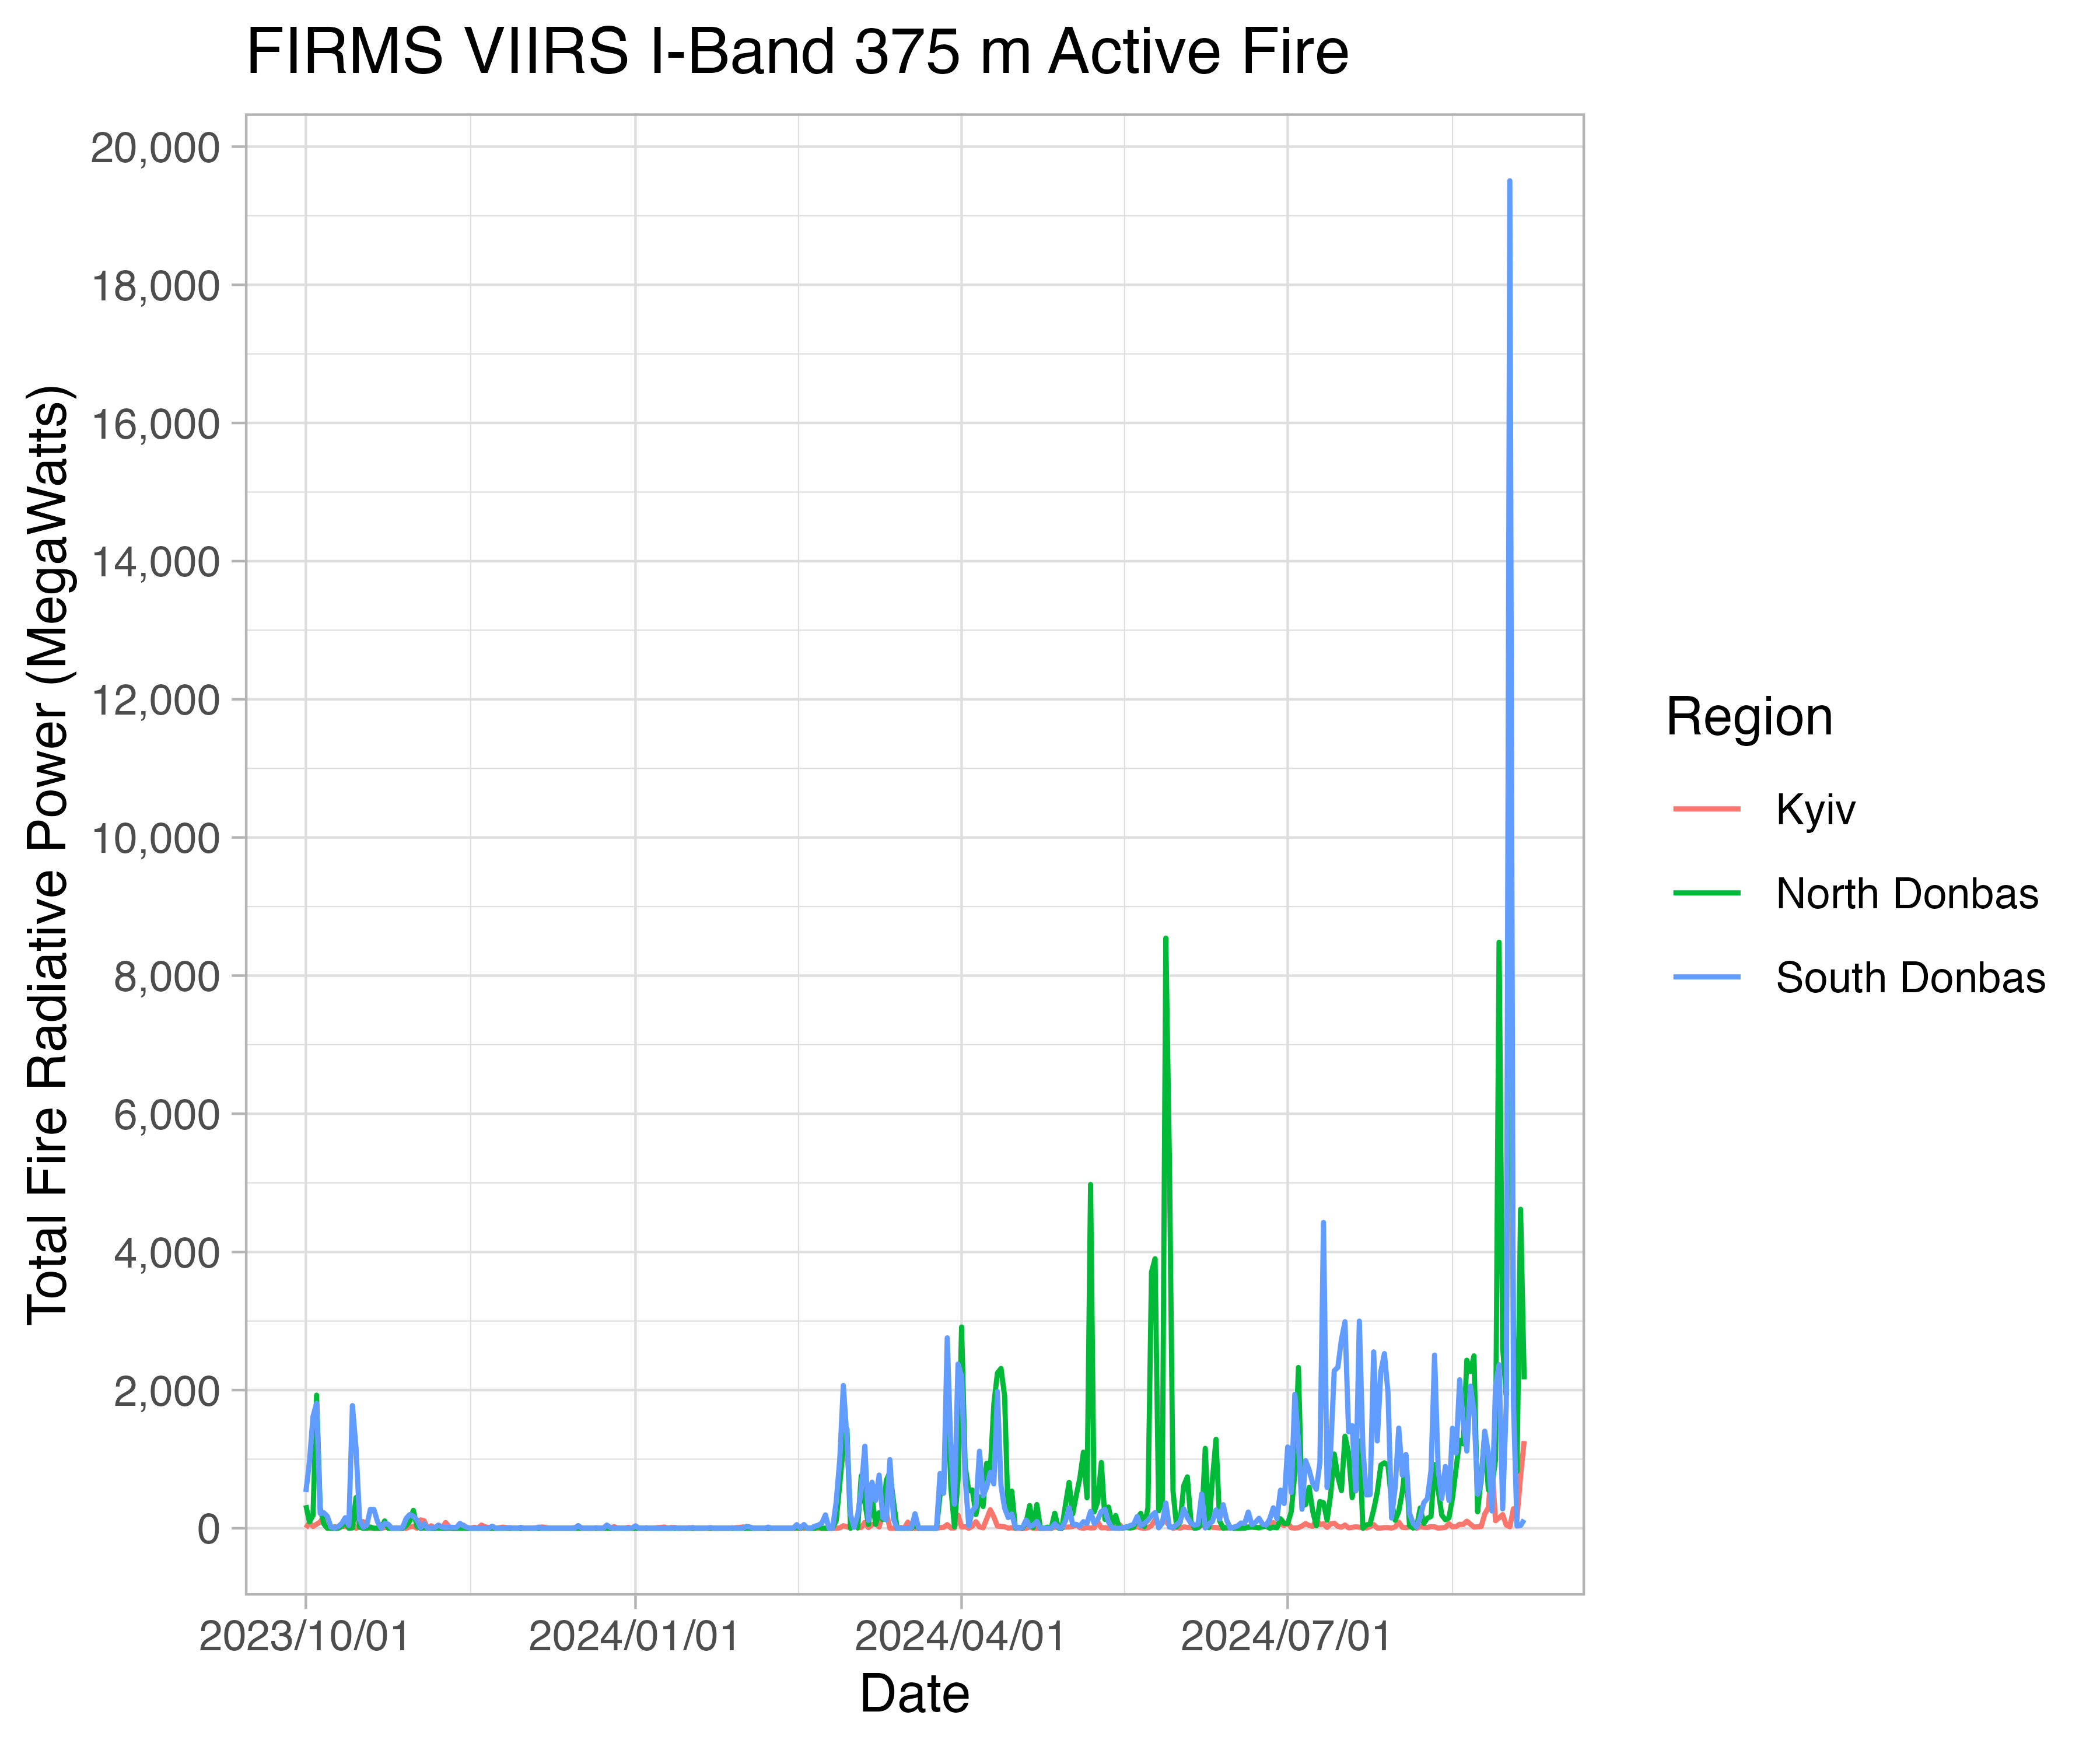 FIRMS VIIRS I-Band 375 m Active Fire
Total Fire Radiative Power (MegaWatts)
20,000
18,000
16,000
14,000
12,000
10,000
8,000
6,000
4,000
2,000
0
2023/10/01
2024/01/01
2024/04/01
2024/07/01
Date
Region
Kyiv
North Donbas
South Donbas